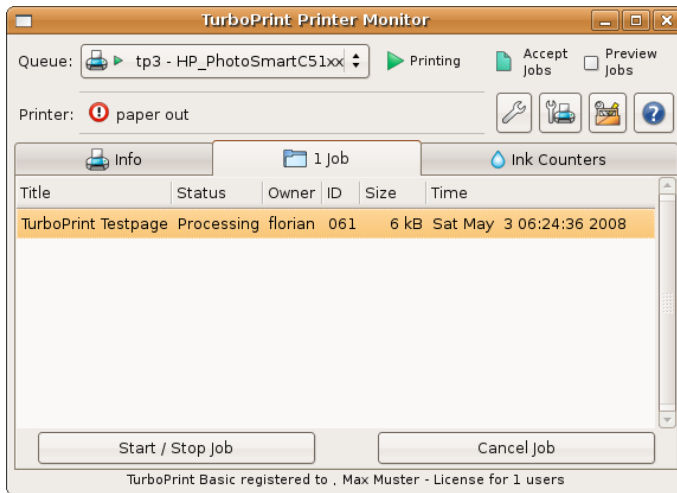 TurboPrint Printer Monitor
Queue: tp3 - HP_PhotoSmartC51xx Printing Accept Jobs Preview Jobs
Printer: paper out
Info 1 Job Ink Counters
Title Status Owner ID Size Time
TurboPrint Testpage Processing florian 061 6 kB Sat May 3 06:24:36 2008
Start / Stop Job Cancel Job
TurboPrint Basic registered to , Max Muster - License for 1 users